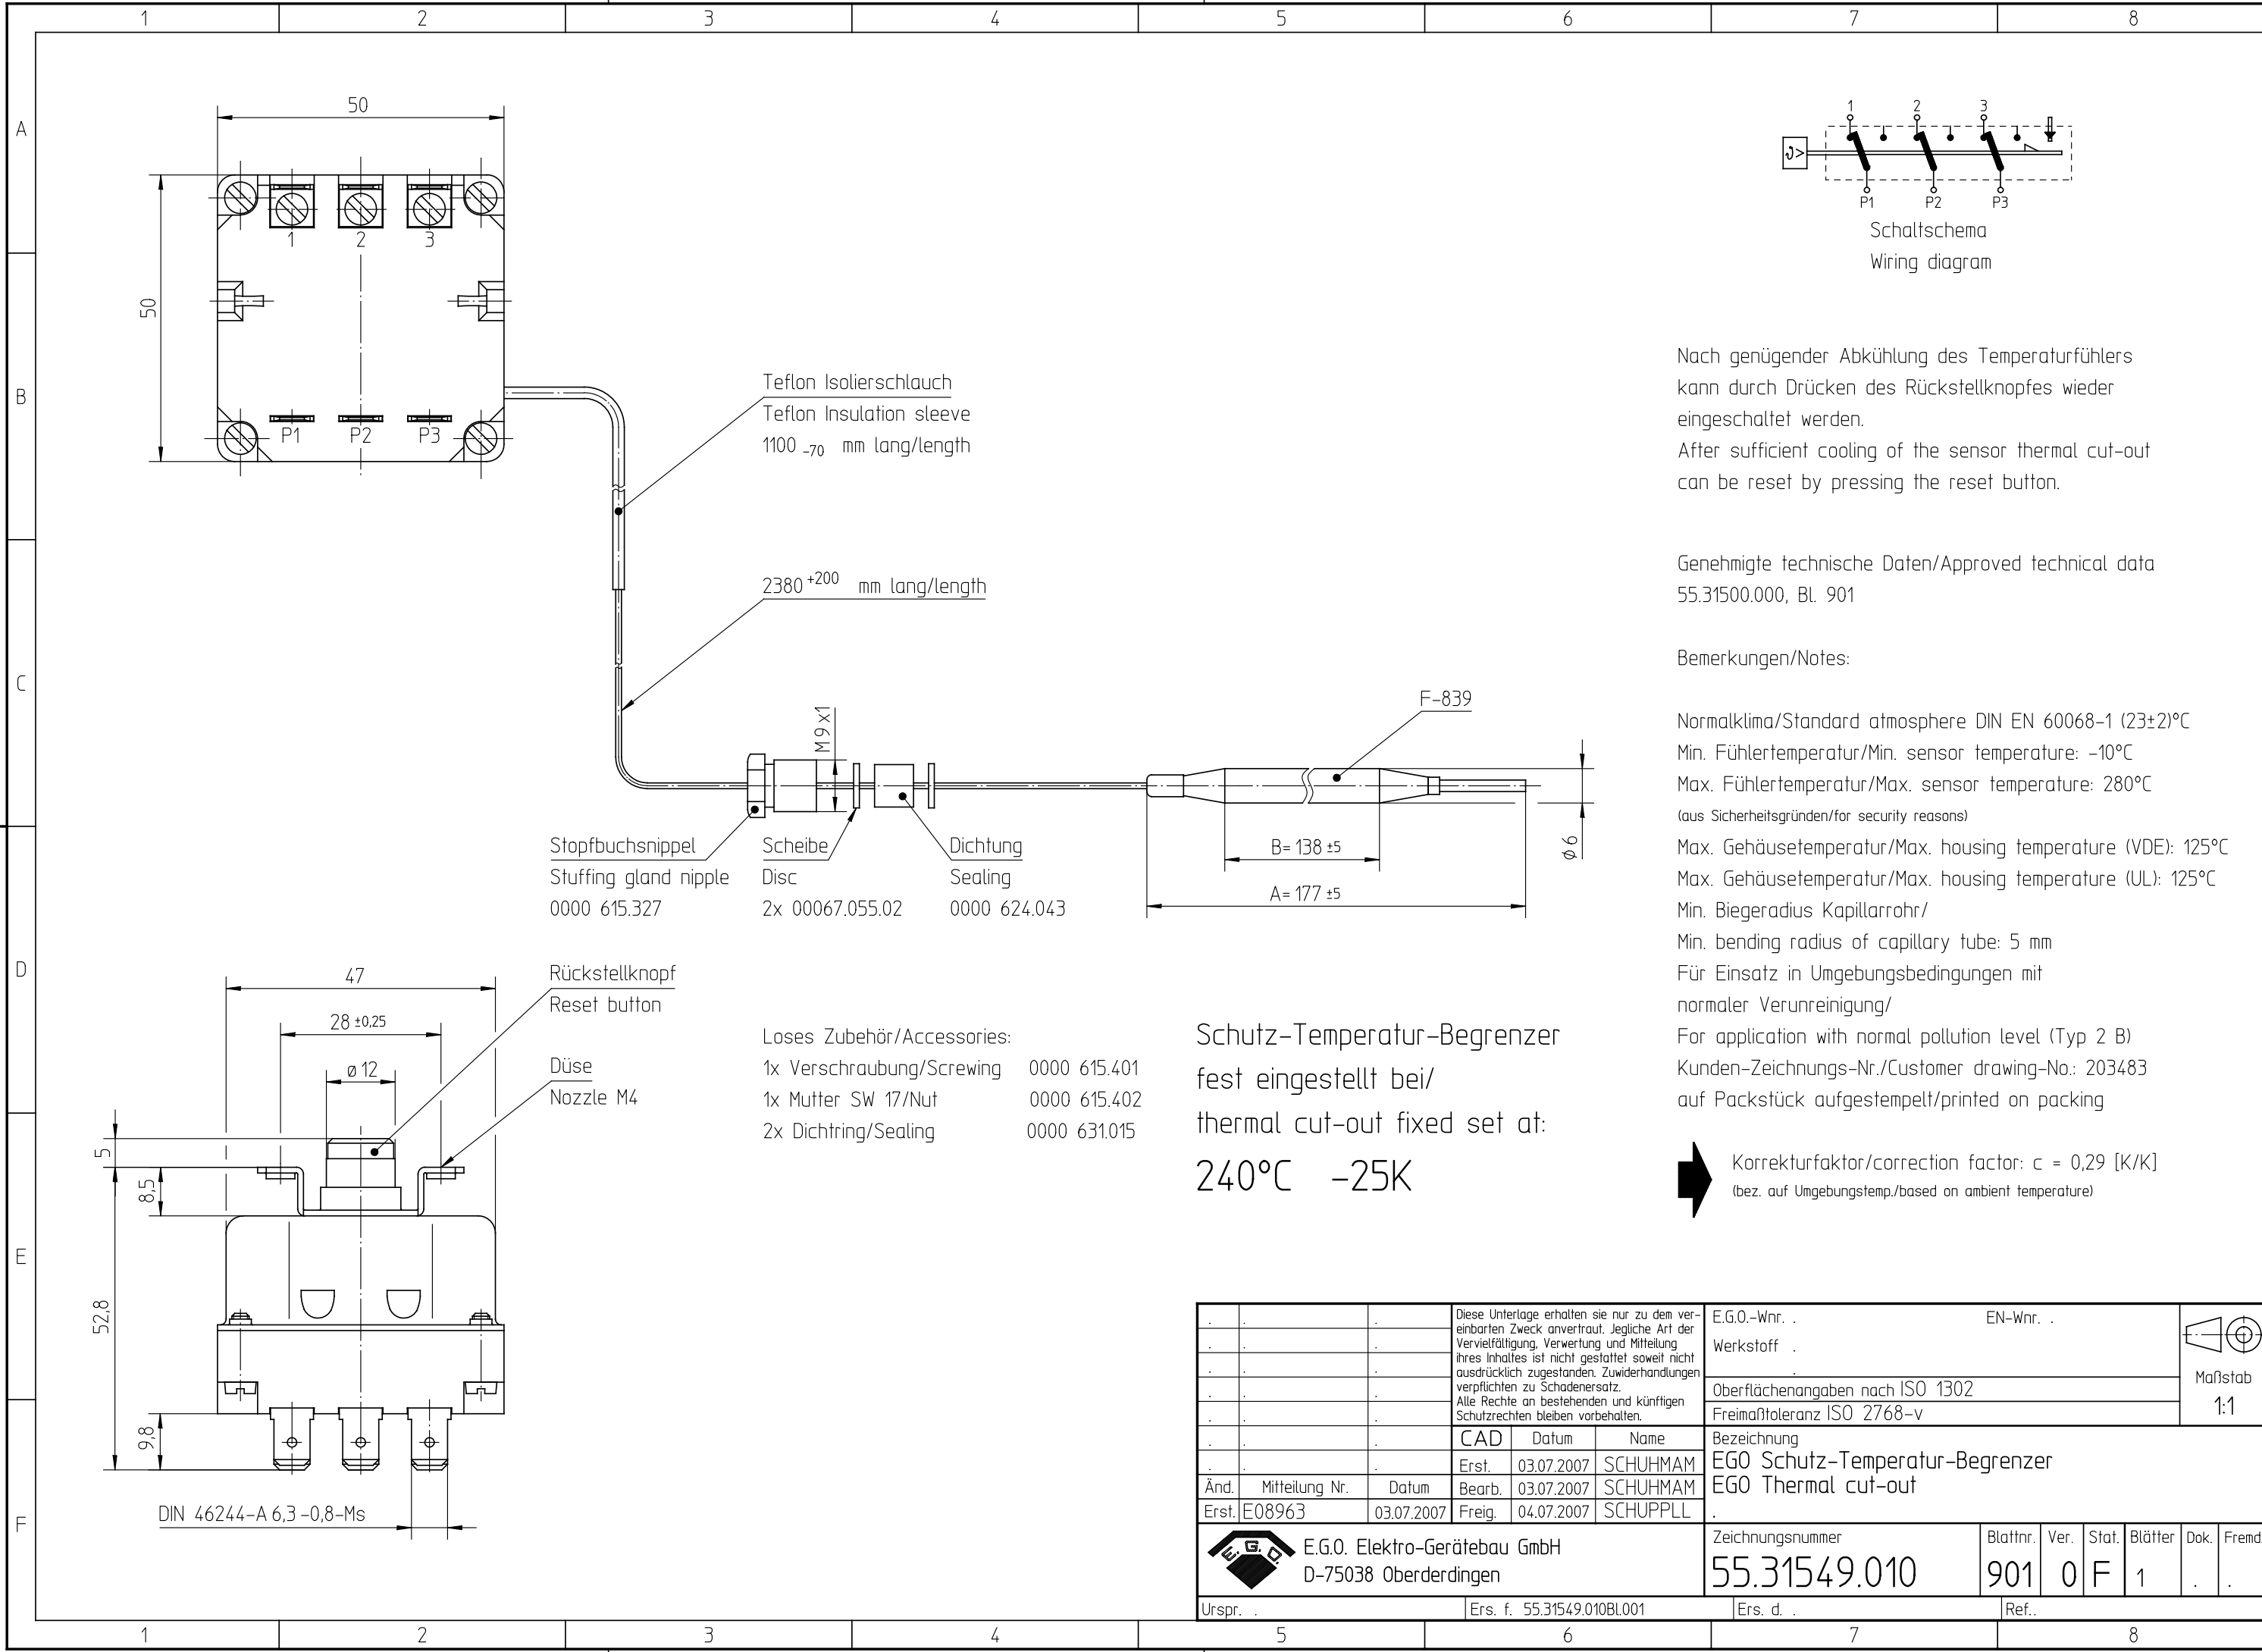 1 2 3 4 5 6 7 8
A
B
C
D
E
F
50
50
1 2 3
P1 P2 P3
1 2 3
ϑ>
P1 P2 P3
Schaltschema
Wiring diagram
Teflon Isolierschlauch
Teflon Insulation sleeve
1100 -70 mm lang/length
2380 +200 mm lang/length
Nach genügender Abkühlung des Temperaturfühlers
kann durch Drücken des Rückstellknopfes wieder
eingeschaltet werden.
After sufficient cooling of the sensor thermal cut-out
can be reset by pressing the reset button.
Genehmigte technische Daten/Approved technical data
55.31500.000, Bl. 901
Bemerkungen/Notes:
Normalklima/Standard atmosphere DIN EN 60068-1 (23±2)°C
Min. Fühlertemperatur/Min. sensor temperature: -10°C
Max. Fühlertemperatur/Max. sensor temperature: 280°C
(aus Sicherheitsgründen/for security reasons)
Max. Gehäusetemperatur/Max. housing temperature (VDE): 125°C
Max. Gehäusetemperatur/Max. housing temperature (UL): 125°C
Min. Biegeradius Kapillarrohr/
Min. bending radius of capillary tube: 5 mm
Für Einsatz in Umgebungsbedingungen mit
normaler Verunreinigung/
For application with normal pollution level (Typ 2 B)
Kunden-Zeichnungs-Nr./Customer drawing-No.: 203483
auf Packstück aufgestempelt/printed on packing
Korrekturfaktor/correction factor: c = 0,29 [K/K]
(bez. auf Umgebungstemp./based on ambient temperature)
M9x1
F-839
B= 138 ±5
A= 177 ±5
ø6
Stopfbuchsnippel
Stuffing gland nipple
0000 615.327
Scheibe
Disc
2x 00067.055.02
Dichtung
Sealing
0000 624.043
47
28 ±0,25
ø12
5
8,5
52,8
9,8
DIN 46244-A 6,3-0,8-Ms
Rückstellknopf
Reset button
Düse
Nozzle M4
Loses Zubehör/Accessories:
1x Verschraubung/Screwing 0000 615.401
1x Mutter SW 17/Nut 0000 615.402
2x Dichtring/Sealing 0000 631.015
Schutz-Temperatur-Begrenzer
fest eingestellt bei/
thermal cut-out fixed set at:
240°C -25K
Diese Unterlage erhalten sie nur zu dem ver-
einbarten Zweck anvertraut. Jegliche Art der
Vervielfältigung, Verwertung und Mitteilung
ihres Inhaltes ist nicht gestattet soweit nicht
ausdrücklich zugestanden. Zuwiderhandlungen
verpflichten zu Schadenersatz.
Alle Rechte an bestehenden und künftigen
Schutzrechten bleiben vorbehalten.
E.G.O.-Wnr. . EN-Wnr. .
Werkstoff .
Oberflächenangaben nach ISO 1302
Freimaßtoleranz ISO 2768-v
Maßstab
1:1
CAD Datum Name
Erst. 03.07.2007 SCHUHMAM
Änd. Mitteilung Nr. Datum Bearb. 03.07.2007 SCHUHMAM
Erst. E08963 03.07.2007 Freig. 04.07.2007 SCHUPPLL
Bezeichnung
EGO Schutz-Temperatur-Begrenzer
EGO Thermal cut-out
E.G.O.
E.G.O. Elektro-Gerätebau GmbH
D-75038 Oberderdingen
Zeichnungsnummer Blattnr. Ver. Stat. Blätter Dok. Fremd.
55.31549.010 901 0 F 1 . .
Urspr. . Ers. f. 55.31549.010Bl.001 Ers. d. . Ref..
1 2 3 4 5 6 7 8